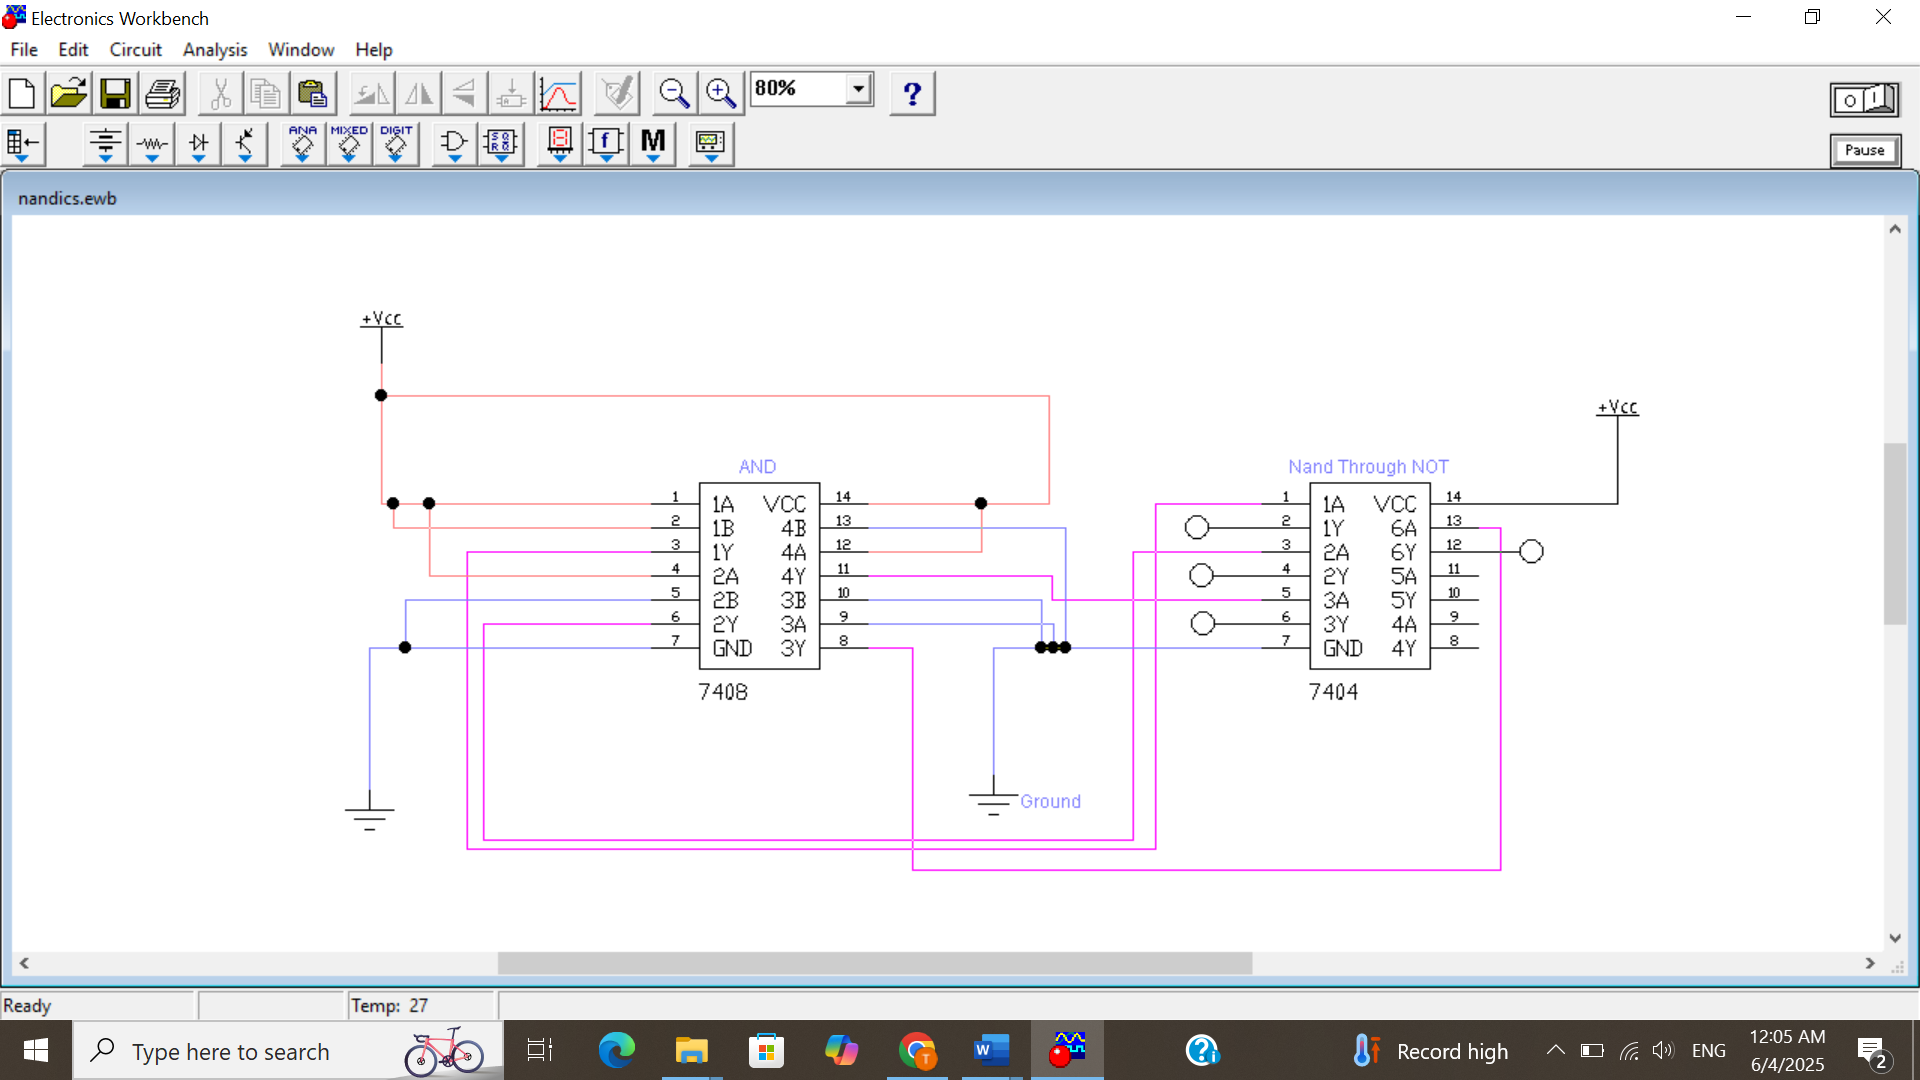 Electronics Workbench
File Edit Circuit Analysis Window Help
80%
?
O I
ANA MIXED DIGIT
f M
Pause
nandics.ewb
+Vcc
+Vcc
AND
Nand Through NOT
1 1A VCC 14
2 1B 4B 13
3 1Y 4A 12
4 2A 4Y 11
5 2B 3B 10
6 2Y 3A 9
7 GND 3Y 8
7408
1 1A VCC 14
2 1Y 6A 13
3 2A 6Y 12
4 2Y 5A 11
5 3A 5Y 10
6 3Y 4A 9
7 GND 4Y 8
7404
Ground
Ready
Temp: 27
Type here to search
Record high
ENG
12:05 AM
6/4/2025
2